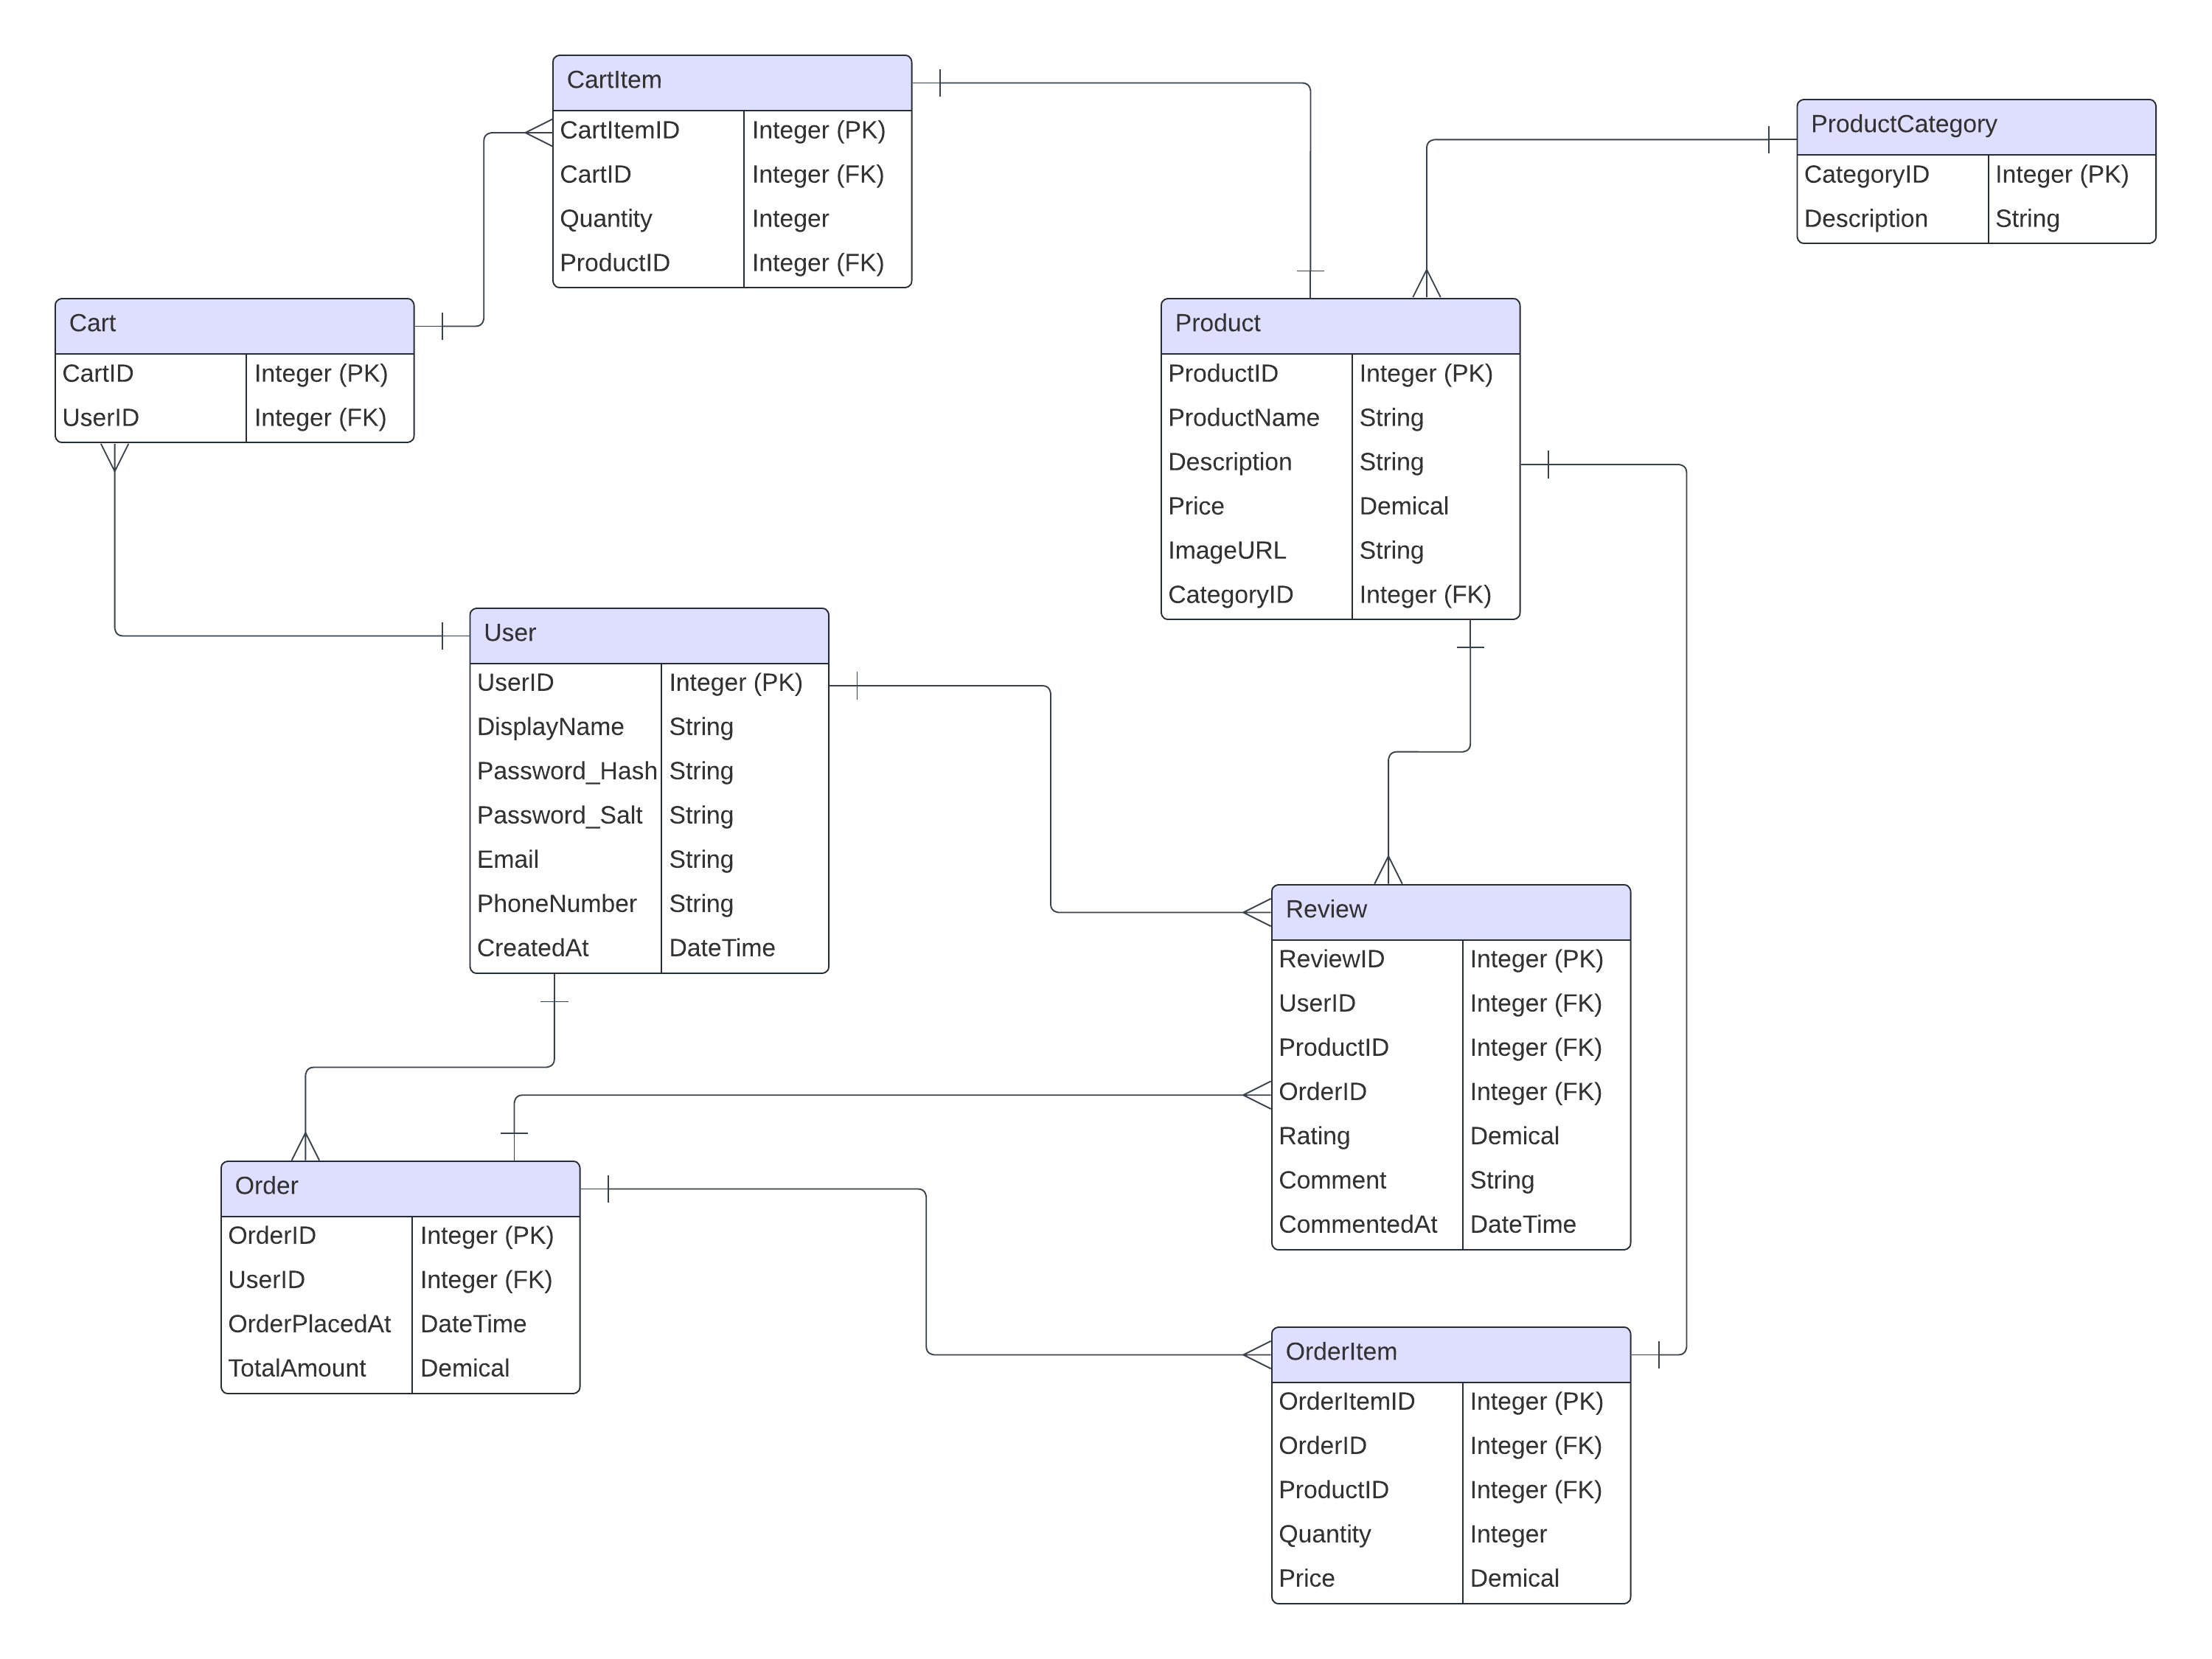 CartItem
CartItemID Integer (PK)
CartID Integer (FK)
Quantity Integer
ProductID Integer (FK)
ProductCategory
CategoryID Integer (PK)
Description String
Cart
CartID Integer (PK)
UserID Integer (FK)
Product
ProductID Integer (PK)
ProductName String
Description String
Price Demical
ImageURL String
CategoryID Integer (FK)
User
UserID Integer (PK)
DisplayName String
Password_Hash String
Password_Salt String
Email String
PhoneNumber String
CreatedAt DateTime
Review
ReviewID Integer (PK)
UserID Integer (FK)
ProductID Integer (FK)
OrderID Integer (FK)
Rating Demical
Comment String
CommentedAt DateTime
Order
OrderID Integer (PK)
UserID Integer (FK)
OrderPlacedAt DateTime
TotalAmount Demical
OrderItem
OrderItemID Integer (PK)
OrderID Integer (FK)
ProductID Integer (FK)
Quantity Integer
Price Demical